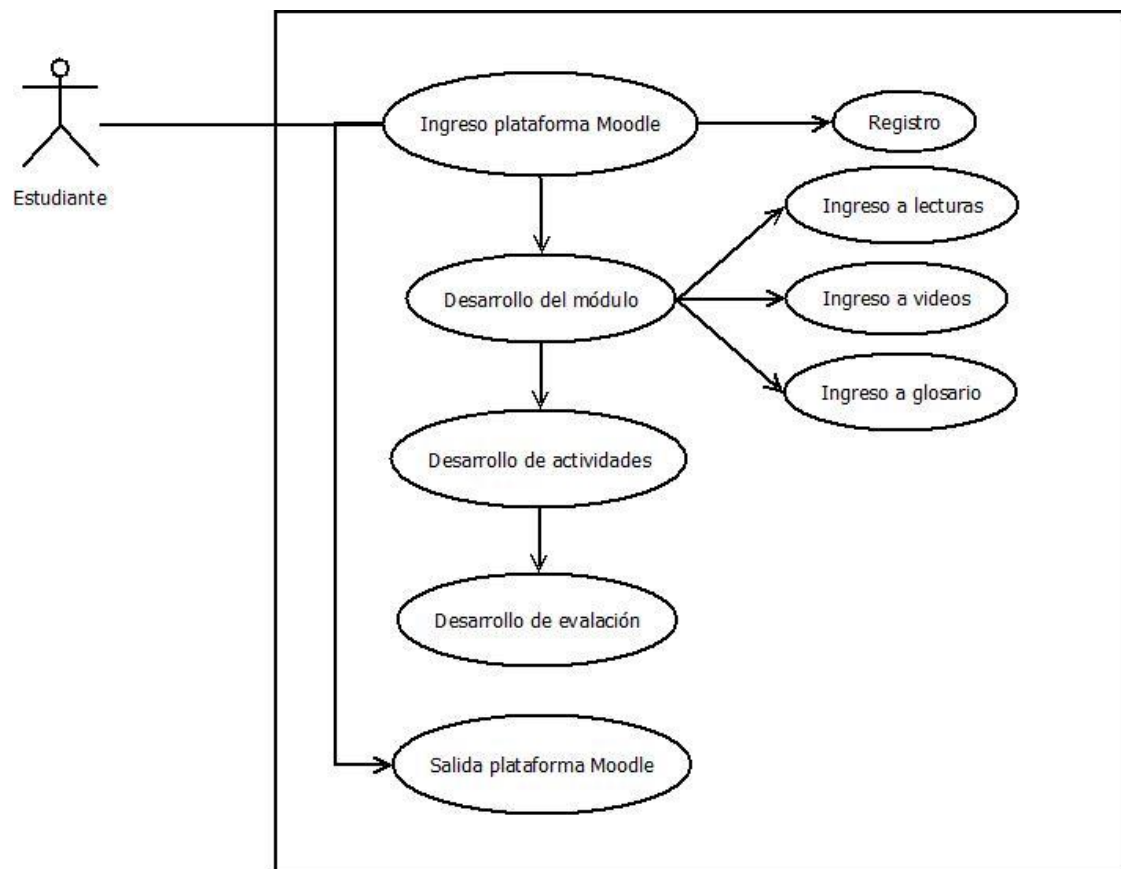 Ingreso plataforma Moodle
Registro
Estudiante
Ingreso a lecturas
Desarrollo del módulo
Ingreso a videos
Ingreso a glosario
Desarrollo de actividades
Desarrollo de evalación
Salida plataforma Moodle